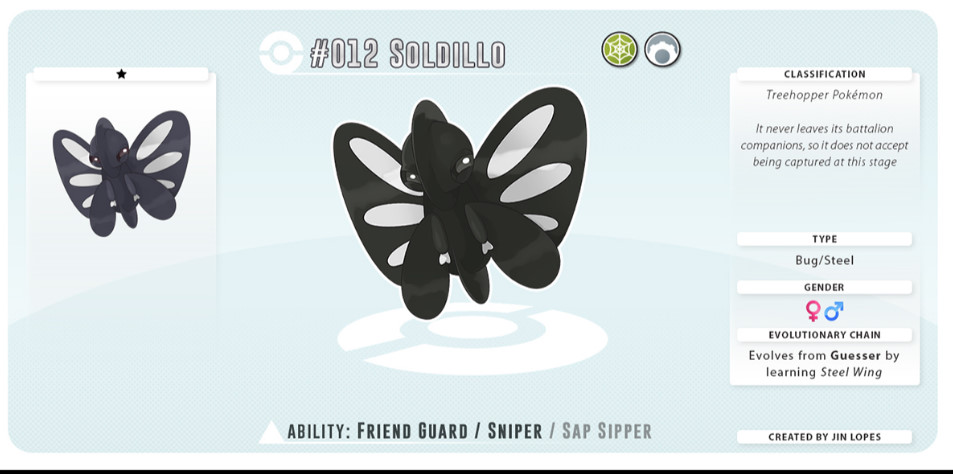 #012 Soldillo
★
CLASSIFICATION
Treehopper Pokémon
It never leaves its battalion
companions, so it does not accept
being captured at this stage
TYPE
Bug/Steel
GENDER
♀♂
EVOLUTIONARY CHAIN
Evolves from Guesser by
learning Steel Wing
ABILITY: Friend Guard / Sniper / Sap Sipper
CREATED BY JIN LOPES